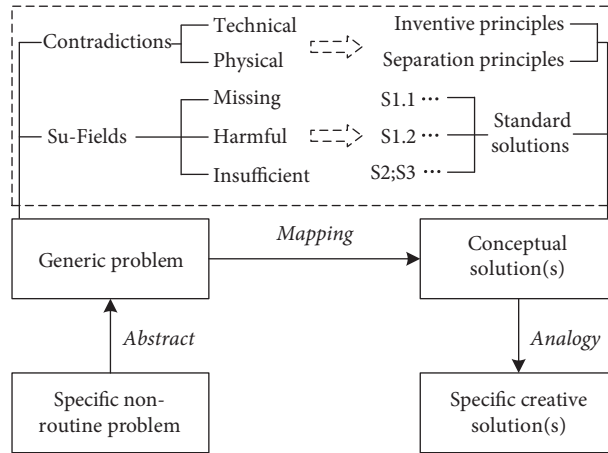 Contradictions
Technical
Physical
Inventive principles
Separation principles
Su-Fields
Missing
Harmful
Insufficient
S1.1 ···
S1.2 ···
S2;S3 ···
Standard
solutions
Generic problem
Mapping
Conceptual
solution(s)
Abstract
Analogy
Specific non-
routine problem
Specific creative
solution(s)